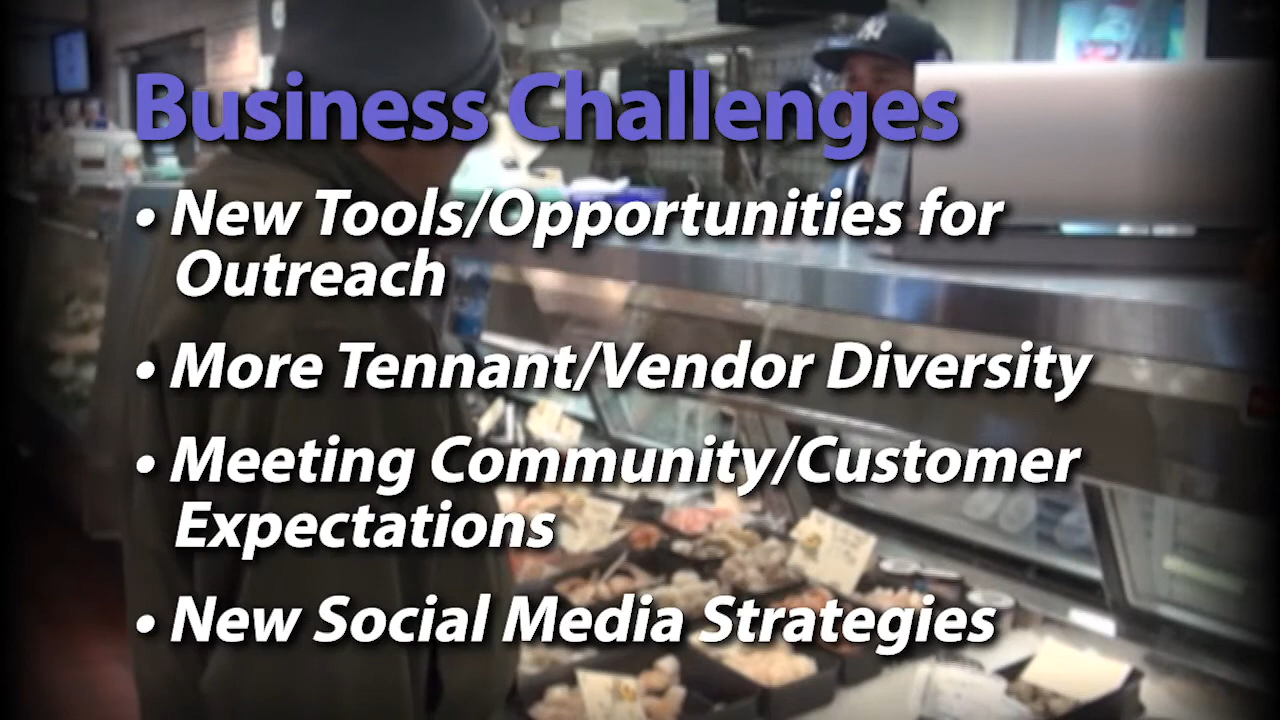 Business Challenges
• New Tools/Opportunities for
Outreach
• More Tennant/Vendor Diversity
• Meeting Community/Customer
Expectations
• New Social Media Strategies